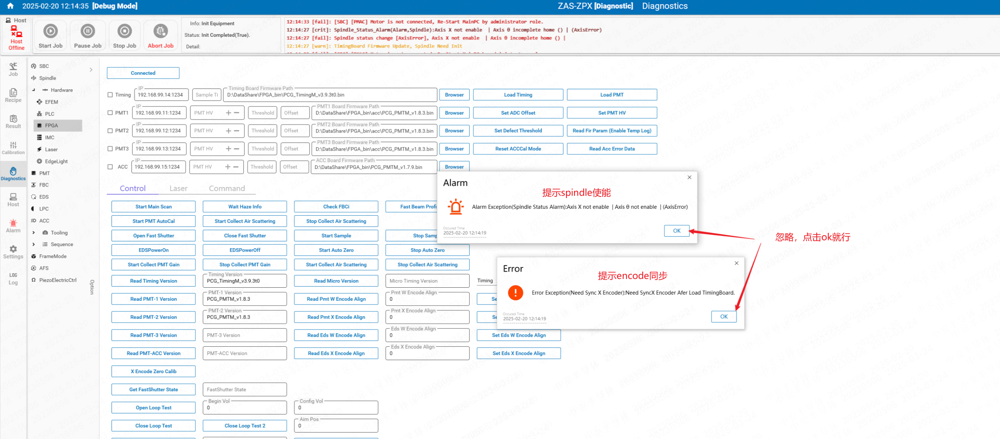 2025-02-20 12:14:35 [Debug Mode]
ZAS-ZPX [Diagnostic] Diagnostics
Host
Host
Offline
Start Job
Pause Job
Stop Job
Abort Job
Info: Init Equipment
Status: Init Completed(True).
Detail:
12:14:33 [fail]: [SBC] [PMAC] Motor is not connected, Re-Start MainPC by administrator role.
12:14:27 [crit]: Spindle_Status_Alarm(Alarm,Spindle):Axis X not enable | Axis θ incomplete home () | (AxisError)
12:14:27 [fail]: Spindle status change [AxisError], Axis X not enable | Axis θ incomplete home () |
12:14:27 [warn]: TimingBoard Firmware Update, Spindle Need Init
Job
Recipe
Result
Calibration
Diagnostics
Host
Alarm
Settings
LOG
Log
SBC
Spindle
Hardware
EFEM
PLC
FPGA
IMC
Laser
EdgeLight
PMT
FBC
EDS
LPC
ACC
Tooling
Sequence
FrameMode
AFS
PiezoElectricCtrl
Option
Connected
Timing
IP
192.168.99.14:1234
Sample Ti
Timing Board Firmware Path
D:\DataShare\FPGA_bin\PCG_TimingM_v3.9.3t0.bin
Browser
Load Timing
Load PMT
PMT1
IP
192.168.99.11:1234
PMT HV
Threshold
Offset
PMT1 Board Firmware Path
D:\DataShare\FPGA_bin\acc\PCG_PMTM_v1.8.3.bin
Browser
Set ADC Offset
Set PMT HV
PMT2
IP
192.168.99.12:1234
PMT HV
Threshold
Offset
PMT2 Board Firmware Path
D:\DataShare\FPGA_bin\acc\PCG_PMTM_v1.8.3.bin
Browser
Set Defect Threshold
Read Fir Param (Enable Temp Log)
PMT3
IP
192.168.99.13:1234
PMT HV
Threshold
Offset
PMT3 Board Firmware Path
D:\DataShare\FPGA_bin\acc\PCG_PMTM_v1.8.3.bin
Browser
Reset ACCCal Mode
Read Acc Error Data
ACC
IP
192.168.99.15:1234
PMT HV
Threshold
Offset
ACC Board Firmware Path
D:\DataShare\FPGA_bin\PCG_PMTM_v1.7.9.bin
Browser
Control
Laser
Command
Start Main Scan
Wait Haze Info
Check FBCi
Fast Beam Profi
Start PMT AutoCal
Start Collect Air Scattering
Stop Collect Air Scattering
Open Fast Shutter
Close Fast Shutter
Start Sample
Stop Samp
EDSPowerOn
EDSPowerOff
Start Auto Zero
Stop Auto Zero
Start Collect PMT Gain
Stop Collect PMT Gain
Start Collect Air Scattering
Stop Collect Air Scattering
Read Timing Version
Timing Version
PCG_TimingM_v3.9.3t0
Read Micro Version
Micro Timing Version
Timing
Read PMT-1 Version
PMT-1 Version
PCG_PMTM_v1.8.3
Read Pmt W Encode Align
Pmt W Encode Align
0
Se
Read PMT-2 Version
PMT-2 Version
PCG_PMTM_v1.8.3
Read Pmt X Encode Align
Pmt X Encode Align
0
Se
Read PMT-3 Version
PMT-3 Version
Read Eds W Encode Align
Eds W Encode Align
0
Set Eds W Encode Align
Read PMT-ACC Version
PMT-ACC Version
Read Eds X Encode Align
Eds X Encode Align
0
Set Eds X Encode Align
X Encode Zero Calib
Get FastShutter State
FastShutter State
Open Loop Test
Begin Vol
0
Config Vol
0
Close Loop Test
Close Loop Test 2
Aim Pos
0
Alarm
提示spindle使能
Alarm Exception(Spindle Status Alarm):Axis X not enable | Axis θ not enable | (AxisError)
Occured Time
2025-02-20 12:14:19
OK
忽略，点击ok就行
Error
提示encode同步
Error Exception(Need Sync X Encoder):Need SyncX Encoder Afer Load TimingBoard.
Occured Time
2025-02-20 12:14:19
OK